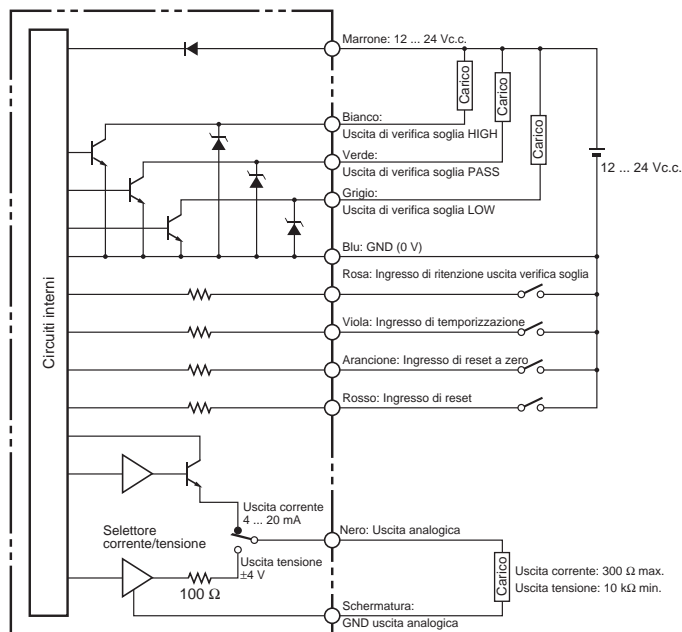 Marrone: 12 ... 24 Vc.c.
Carico
Carico
Carico
Bianco:
Uscita di verifica soglia HIGH
Verde:
Uscita di verifica soglia PASS
12 ... 24 Vc.c.
Grigio:
Uscita di verifica soglia LOW
Blu: GND (0 V)
Rosa: Ingresso di ritenzione uscita verifica soglia
Circuiti interni
Viola: Ingresso di temporizzazione
Arancione: Ingresso di reset a zero
Rosso: Ingresso di reset
Uscita corrente
4 ... 20 mA
Selettore
corrente/tensione
Nero: Uscita analogica
Uscita tensione
±4 V
100 Ω
Carico
Uscita corrente: 300 Ω max.
Uscita tensione: 10 kΩ min.
Schermatura:
GND uscita analogica